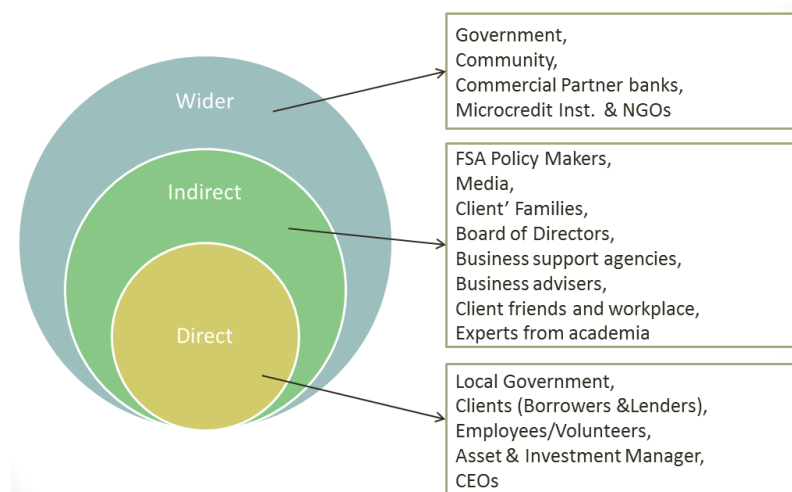 Wider
Indirect
Direct
Government,
Community,
Commercial Partner banks,
Microcredit Inst. & NGOs
FSA Policy Makers,
Media,
Client' Families,
Board of Directors,
Business support agencies,
Business advisers,
Client friends and workplace,
Experts from academia
Local Government,
Clients (Borrowers &Lenders),
Employees/Volunteers,
Asset & Investment Manager,
CEOs